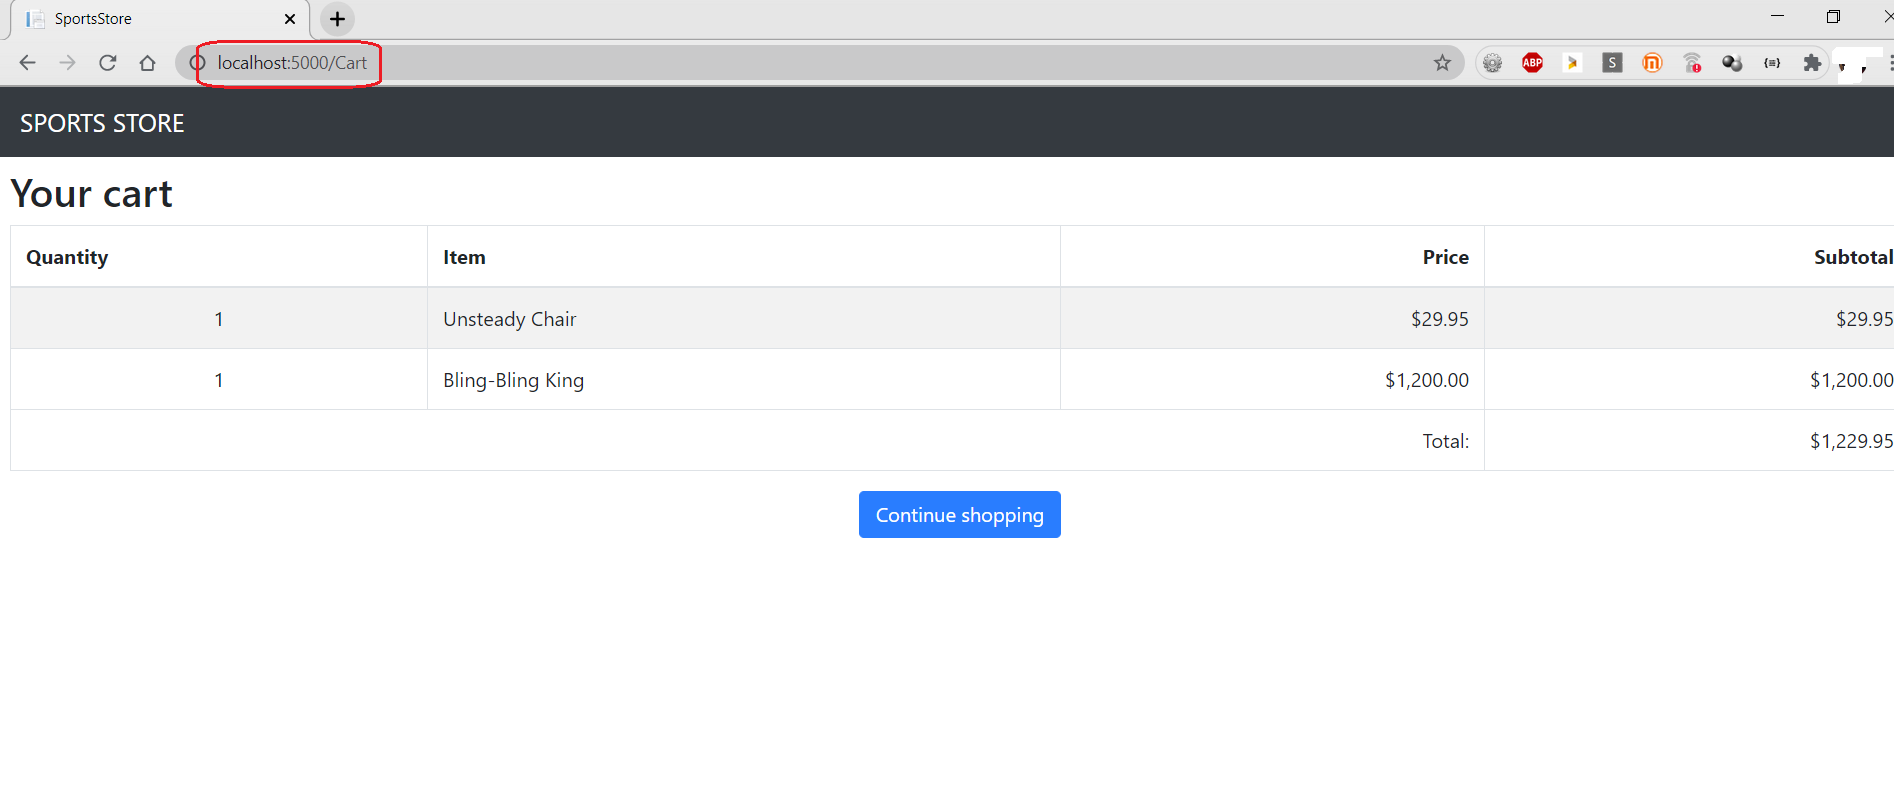 SportsStore
localhost:5000/Cart
ABP
S
SPORTS STORE
Your cart
Quantity Item Price Subtotal
1 Unsteady Chair $29.95 $29.95
1 Bling-Bling King $1,200.00 $1,200.00
Total: $1,229.95
Continue shopping